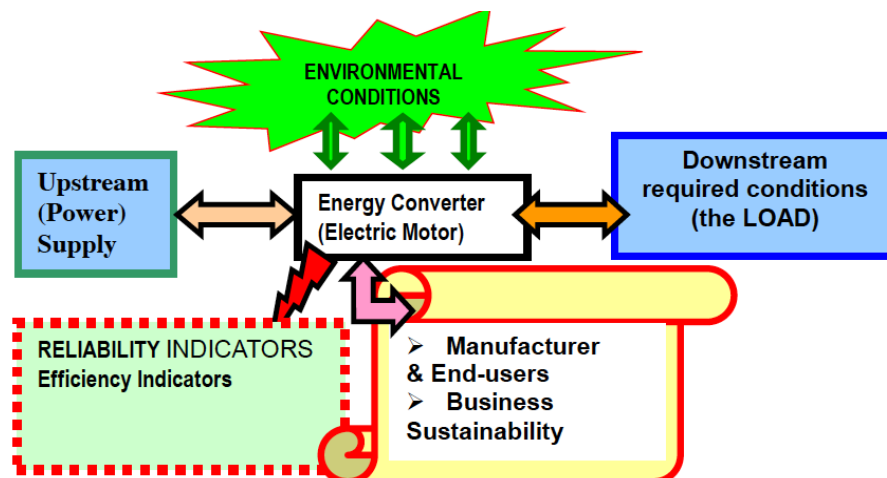 ENVIRONMENTAL
CONDITIONS
Upstream
(Power)
Supply
Energy Converter
(Electric Motor)
Downstream
required conditions
(the LOAD)
RELIABILITY INDICATORS
Efficiency Indicators
➢ Manufacturer
& End-users
➢ Business
Sustainability